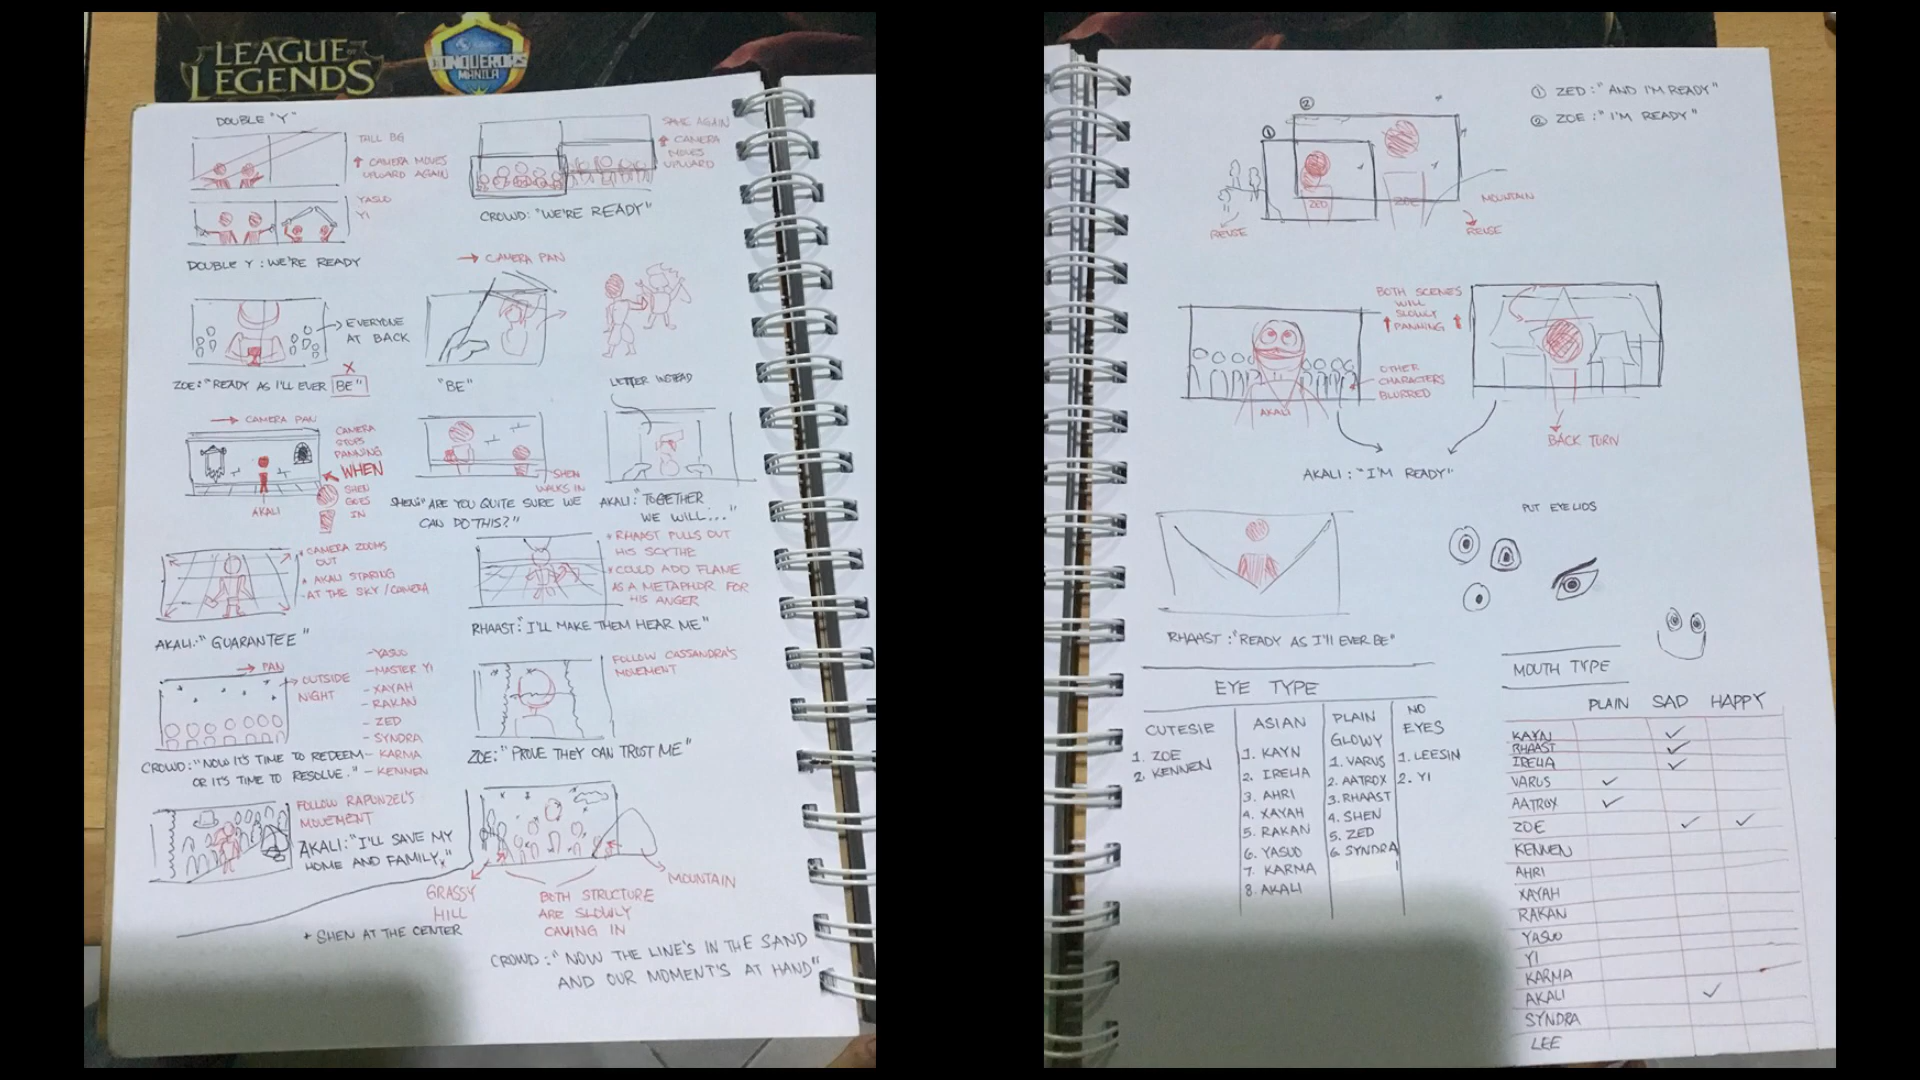 LEAGUE OF
LEGENDS
CONQUERORS
MANILA
DOUBLE "Y"
TALL BG
CAMERA MOVES
UPWARD AGAIN
YASUO
YI
DOUBLE Y: WE'RE READY
SAME AGAIN
CAMERA
MOVES
UPWARD
CROWD: "WE'RE READY"
EVERYONE
AT BACK
ZOE: "READY AS I'LL EVER BE"
X
CAMERA PAN
"BE"
LETTER INSTEAD
CAMERA PAN
CAMERA
STOPS
PANNING
WHEN
SHEN
GOES
IN
AKALI
SHEN
WALKS IN
SHEN: "ARE YOU QUITE SURE WE
CAN DO THIS?"
AKALI: "TOGETHER
WE WILL..."
* CAMERA ZOOMS
OUT
* AKALI STARING
AT THE SKY / CAMERA
AKALI: "GUARANTEE"
* RHAAST PULLS OUT
HIS SCYTHE
* COULD ADD FLAME
AS A METAPHOR FOR
HIS ANGER
RHAAST: "I'LL MAKE THEM HEAR ME"
PAN
OUTSIDE
NIGHT
- YASUO
- MASTER YI
- XAYAH
- RAKAN
- ZED
- SYNDRA
- KARMA
- KENNEN
CROWD: "NOW IT'S TIME TO REDEEM
OR IT'S TIME TO RESOLVE."
FOLLOW CASSANDRA'S
MOVEMENT
ZOE: "PROVE THEY CAN TRUST ME"
FOLLOW RAPUNZEL'S
MOVEMENT
AKALI: "I'LL SAVE MY
HOME AND FAMILY."
GRASSY
HILL
BOTH STRUCTURE
ARE SLOWLY
CAVING IN
MOUNTAIN
+ SHEN AT THE CENTER
CROWD: "NOW THE LINE'S IN THE SAND
AND OUR MOMENT'S AT HAND"
① ZED: "AND I'M READY"
② ZOE: "I'M READY"
②
①
ZED
ZOE
MOUNTAIN
REUSE
REUSE
BOTH SCENES
WILL
SLOWLY
PANNING
OTHER
CHARACTERS
BLURRED
AKALI
BACK TURN
AKALI: "I'M READY"
PUT EYELIDS
RHAAST: "READY AS I'll EVER BE"
EYE TYPE
CUTESIE
1. ZOE
2. KENNEN
ASIAN
1. KAYN
2. IRELIA
3. AHRI
4. XAYAH
5. RAKAN
6. YASUO
7. KARMA
8. AKALI
PLAIN
GLOWY
1. VARUS
2. AATROX
3. RHAAST
4. SHEN
5. ZED
6. SYNDRA
NO
EYES
1. LEESIN
2. YI
MOUTH TYPE
PLAIN SAD HAPPY
KAYN ✓
RHAAST ✓
IRELIA ✓
VARUS ✓
AATROX ✓
ZOE ✓ ✓
KENNEN
AHRI
XAYAH
RAKAN
YASUO
YI
KARMA
AKALI ✓
SYNDRA
LEE